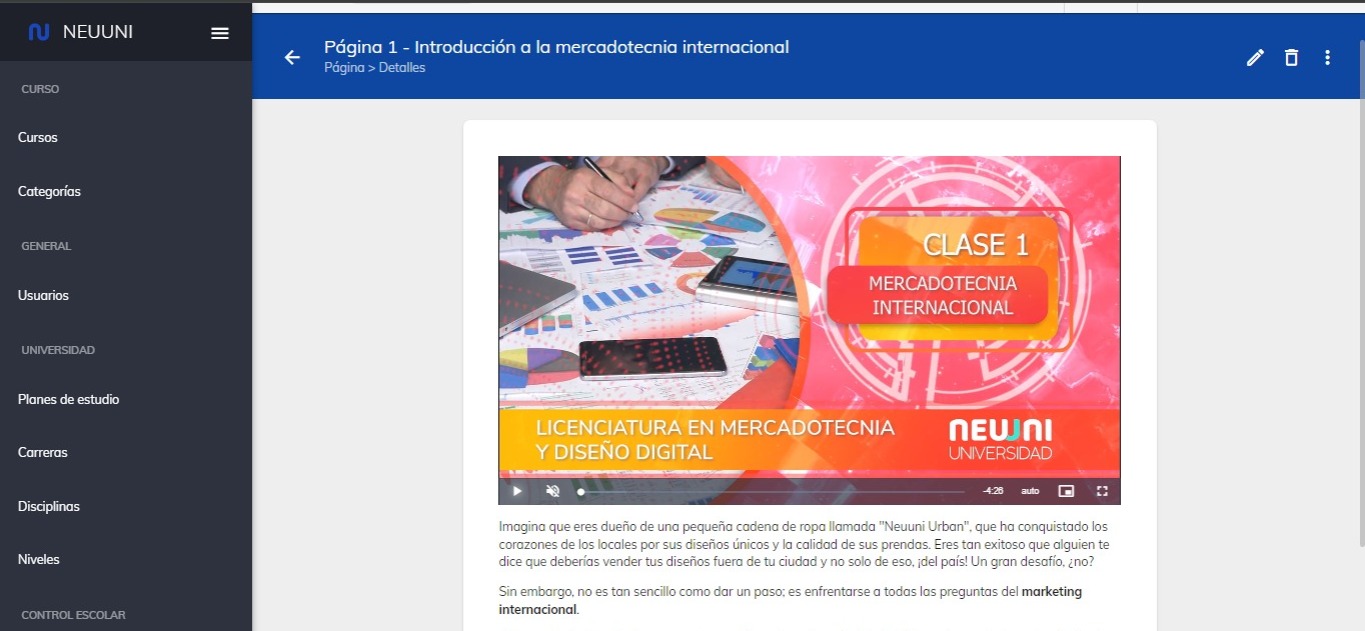 NEUUNI
CURSO
Cursos
Categorías
GENERAL
Usuarios
UNIVERSIDAD
Planes de estudio
Carreras
Disciplinas
Niveles
CONTROL ESCOLAR
Página 1 - Introducción a la mercadotecnia internacional
Página > Detalles
CLASE 1
MERCADOTECNIA
INTERNACIONAL
LICENCIATURA EN MERCADOTECNIA
Y DISEÑO DIGITAL
NEUUNI
UNIVERSIDAD
-4:26
auto
Imagina que eres dueño de una pequeña cadena de ropa llamada "Neuuni Urban", que ha conquistado los
corazones de los locales por sus diseños únicos y la calidad de sus prendas. Eres tan exitoso que alguien te
dice que deberías vender tus diseños fuera de tu ciudad y no solo de eso, ¡del país! Un gran desafío, ¿no?
Sin embargo, no es tan sencillo como dar un paso; es enfrentarse a todas las preguntas del marketing
internacional.